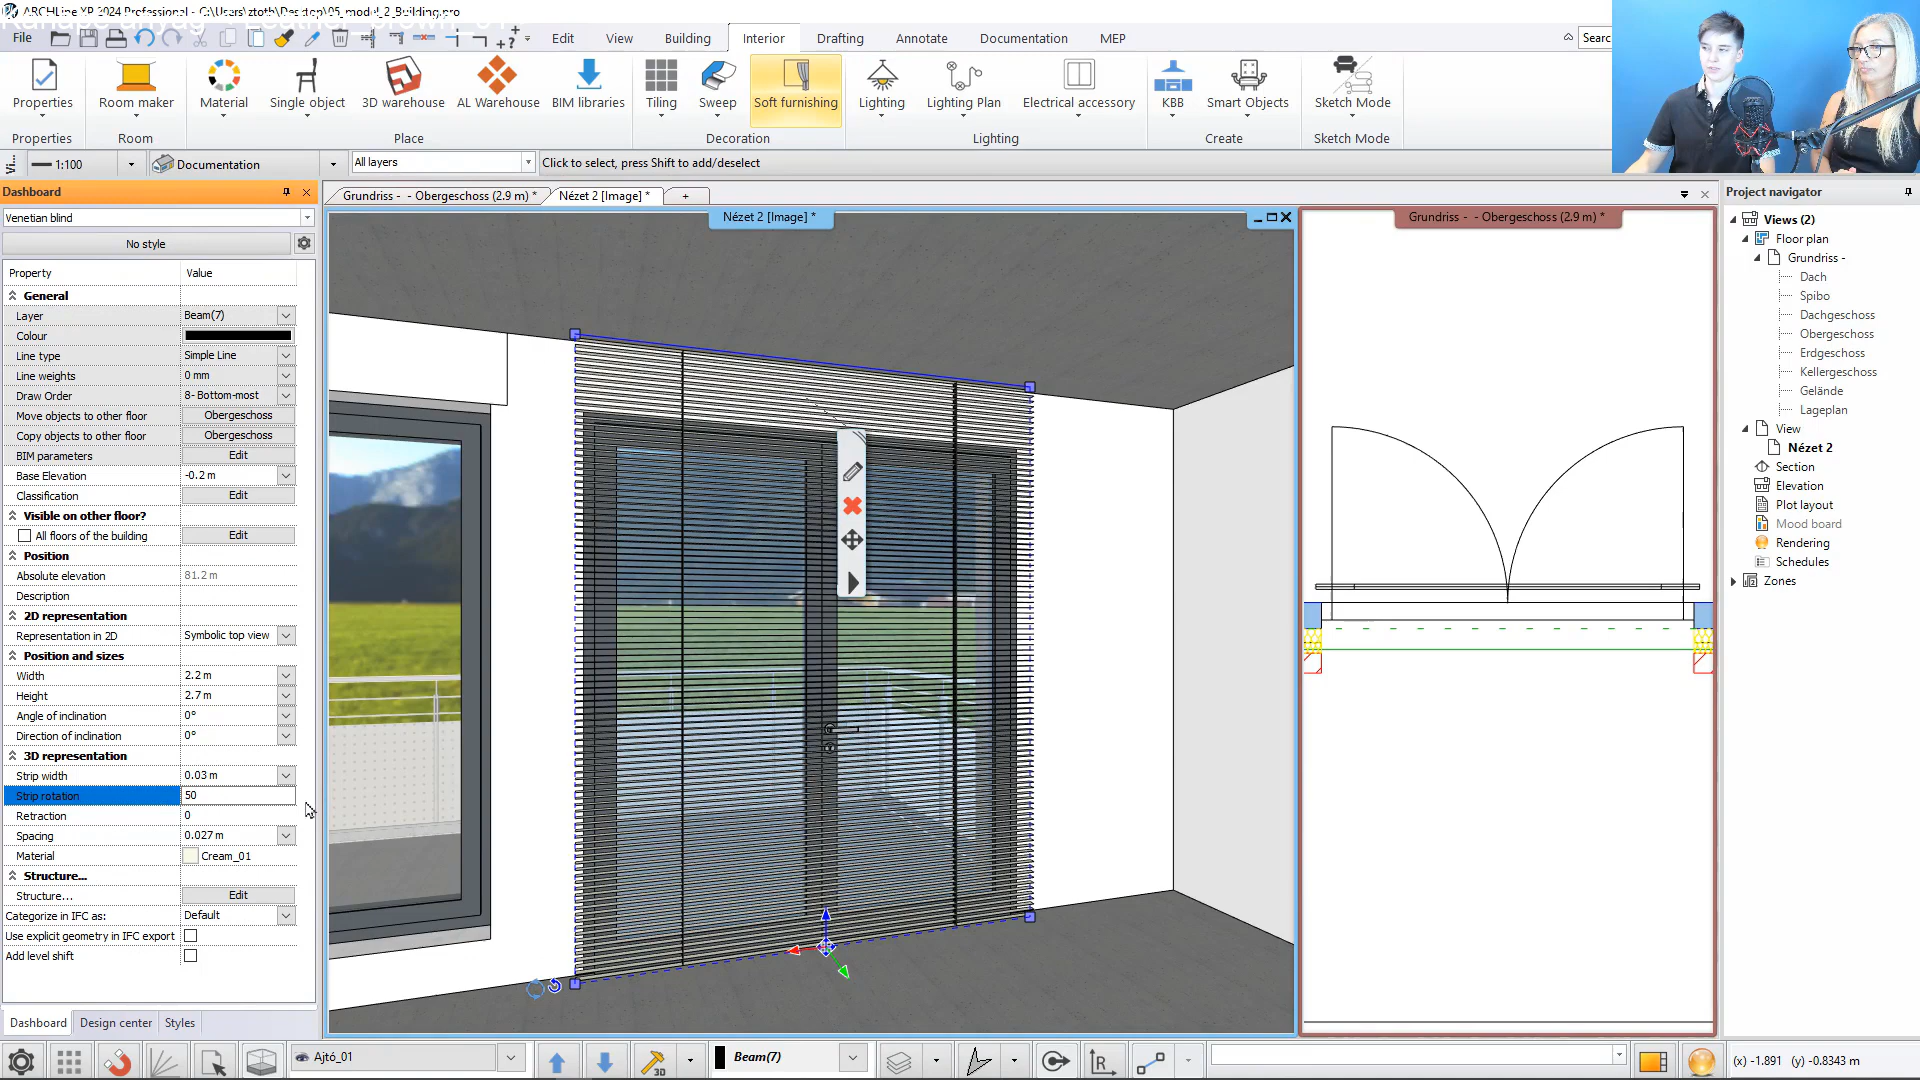 ARCHLine XP 2024 Professional - C:\Users\ztoth\Desktop\05_model_2_Building.pro
File
Edit
View
Building
Interior
Drafting
Annotate
Documentation
MEP
Searc
Properties
Room maker
Material
Single object
3D warehouse
AL Warehouse
BIM libraries
Tiling
Sweep
Soft furnishing
Lighting
Lighting Plan
Electrical accessory
KBB
Smart Objects
Sketch Mode
Properties
Room
Place
Decoration
Lighting
Create
Sketch Mode
1:100
Documentation
All layers
Click to select, press Shift to add/deselect
Dashboard
Grundriss - - Obergeschoss (2.9 m) *
Nézet 2 [Image] *
+
Project navigator
Venetian blind
No style
Nézet 2 [Image] *
Grundriss - - Obergeschoss (2.9 m) *
Property Value
General
Layer Beam(7)
Colour
Line type Simple Line
Line weights 0 mm
Draw Order 8- Bottom-most
Move objects to other floor Obergeschoss
Copy objects to other floor Obergeschoss
BIM parameters Edit
Base Elevation -0.2 m
Classification Edit
Visible on other floor?
All floors of the building Edit
Position
Absolute elevation 81.2 m
Description
2D representation
Representation in 2D Symbolic top view
Position and sizes
Width 2.2 m
Height 2.7 m
Angle of inclination 0°
Direction of inclination 0°
3D representation
Strip width 0.03 m
Strip rotation 50
Retraction 0
Spacing 0.027 m
Material Cream_01
Structure...
Structure... Edit
Categorize in IFC as: Default
Use explicit geometry in IFC export
Add level shift
Dashboard
Design center
Styles
Views (2)
Floor plan
Grundriss -
Dach
Spibo
Dachgeschoss
Obergeschoss
Erdgeschoss
Kellergeschoss
Gelände
Lageplan
View
Nézet 2
Section
Elevation
Plot layout
Mood board
Rendering
Schedules
Zones
Ajtó_01
3D
Beam(7)
(x) -1.891 (y) -0.8343 m